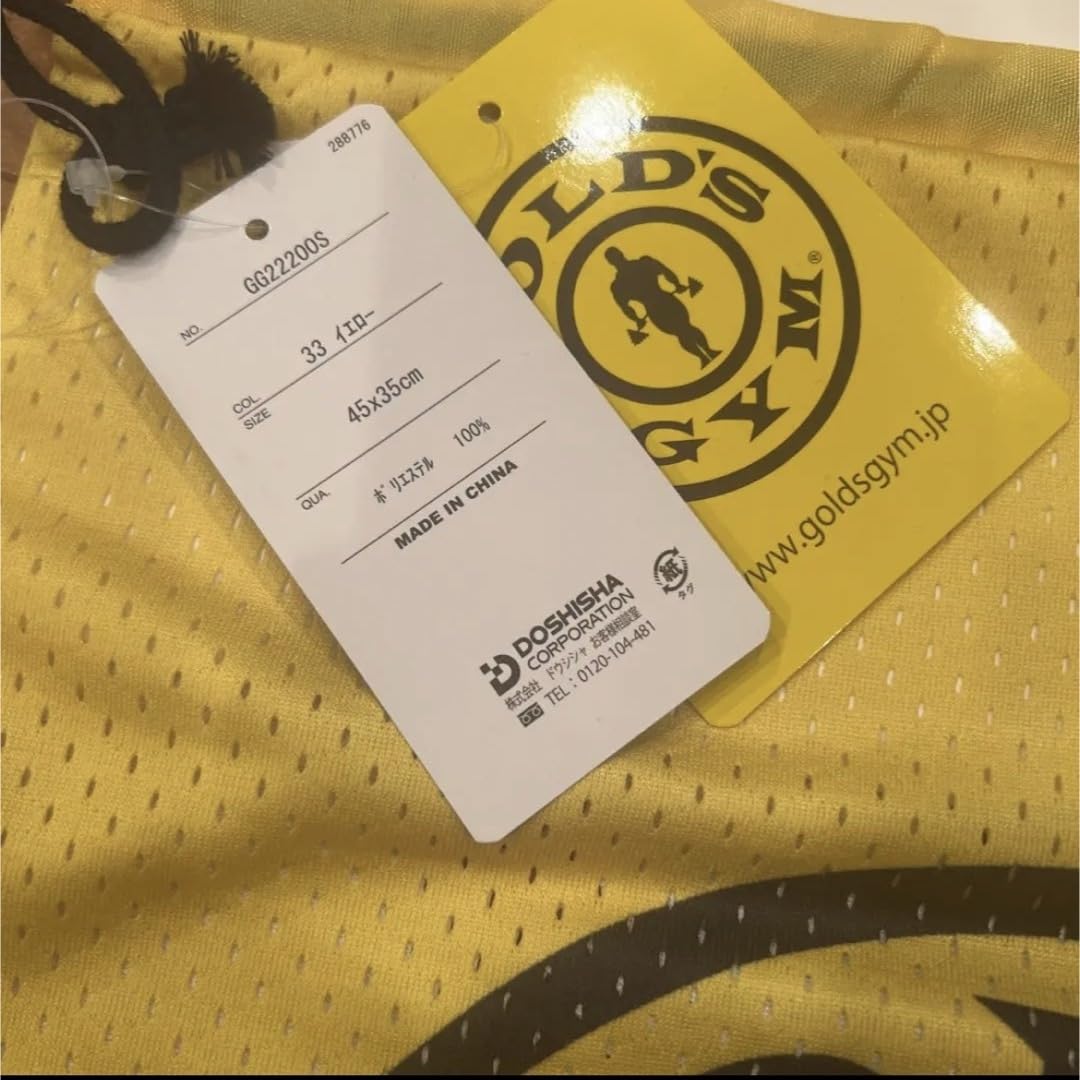 288776
NO. GG22200S
COL. 33 ｲｴﾛｰ
SIZE 45x35cm
QUA. ﾎﾟﾘｴｽﾃﾙ 100%
MADE IN CHINA
紙
タグ
DOSHISHA
CORPORATION
株式会社 ドウシシャ お客様相談室
TEL：0120-104-481
OLD'S
GYM®
www.goldsgym.jp